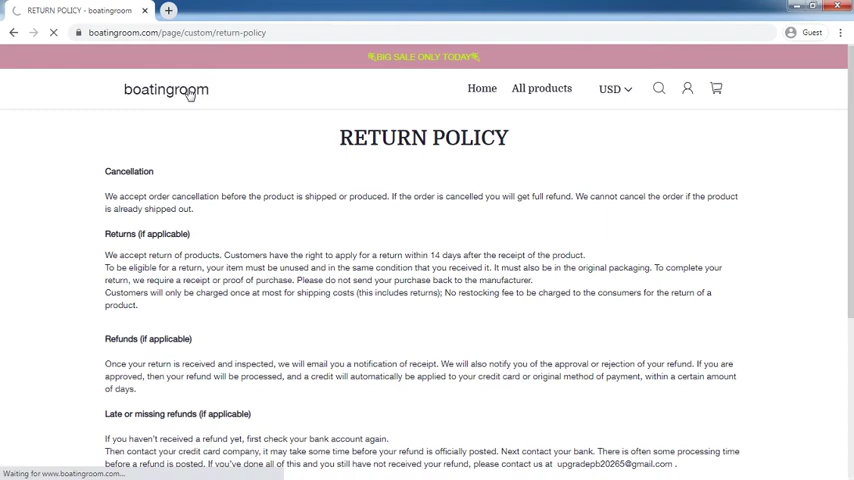 RETURN POLICY - boatingroom
boatingroom.com/page/custom/return-policy
Guest
BIG SALE ONLY TODAY
boatingroom
Home
All products
USD
RETURN POLICY
Cancellation
We accept order cancellation before the product is shipped or produced. If the order is cancelled you will get full refund. We cannot cancel the order if the product
is already shipped out.
Returns (if applicable)
We accept return of products. Customers have the right to apply for a return within 14 days after the receipt of the product.
To be eligible for a return, your item must be unused and in the same condition that you received it. It must also be in the original packaging. To complete your
return, we require a receipt or proof of purchase. Please do not send your purchase back to the manufacturer.
Customers will only be charged once at most for shipping costs (this includes returns); No restocking fee to be charged to the consumers for the return of a
product.
Refunds (if applicable)
Once your return is received and inspected, we will email you a notification of receipt. We will also notify you of the approval or rejection of your refund. If you are
approved, then your refund will be processed, and a credit will automatically be applied to your credit card or original method of payment, within a certain amount
of days.
Late or missing refunds (if applicable)
If you haven't received a refund yet, first check your bank account again.
Then contact your credit card company, it may take some time before your refund is officially posted. Next contact your bank. There is often some processing time
before a refund is posted. If you've done all of this and you still have not received your refund, please contact us at upgradepb20265@gmail.com .
Waiting for www.boatingroom.com...